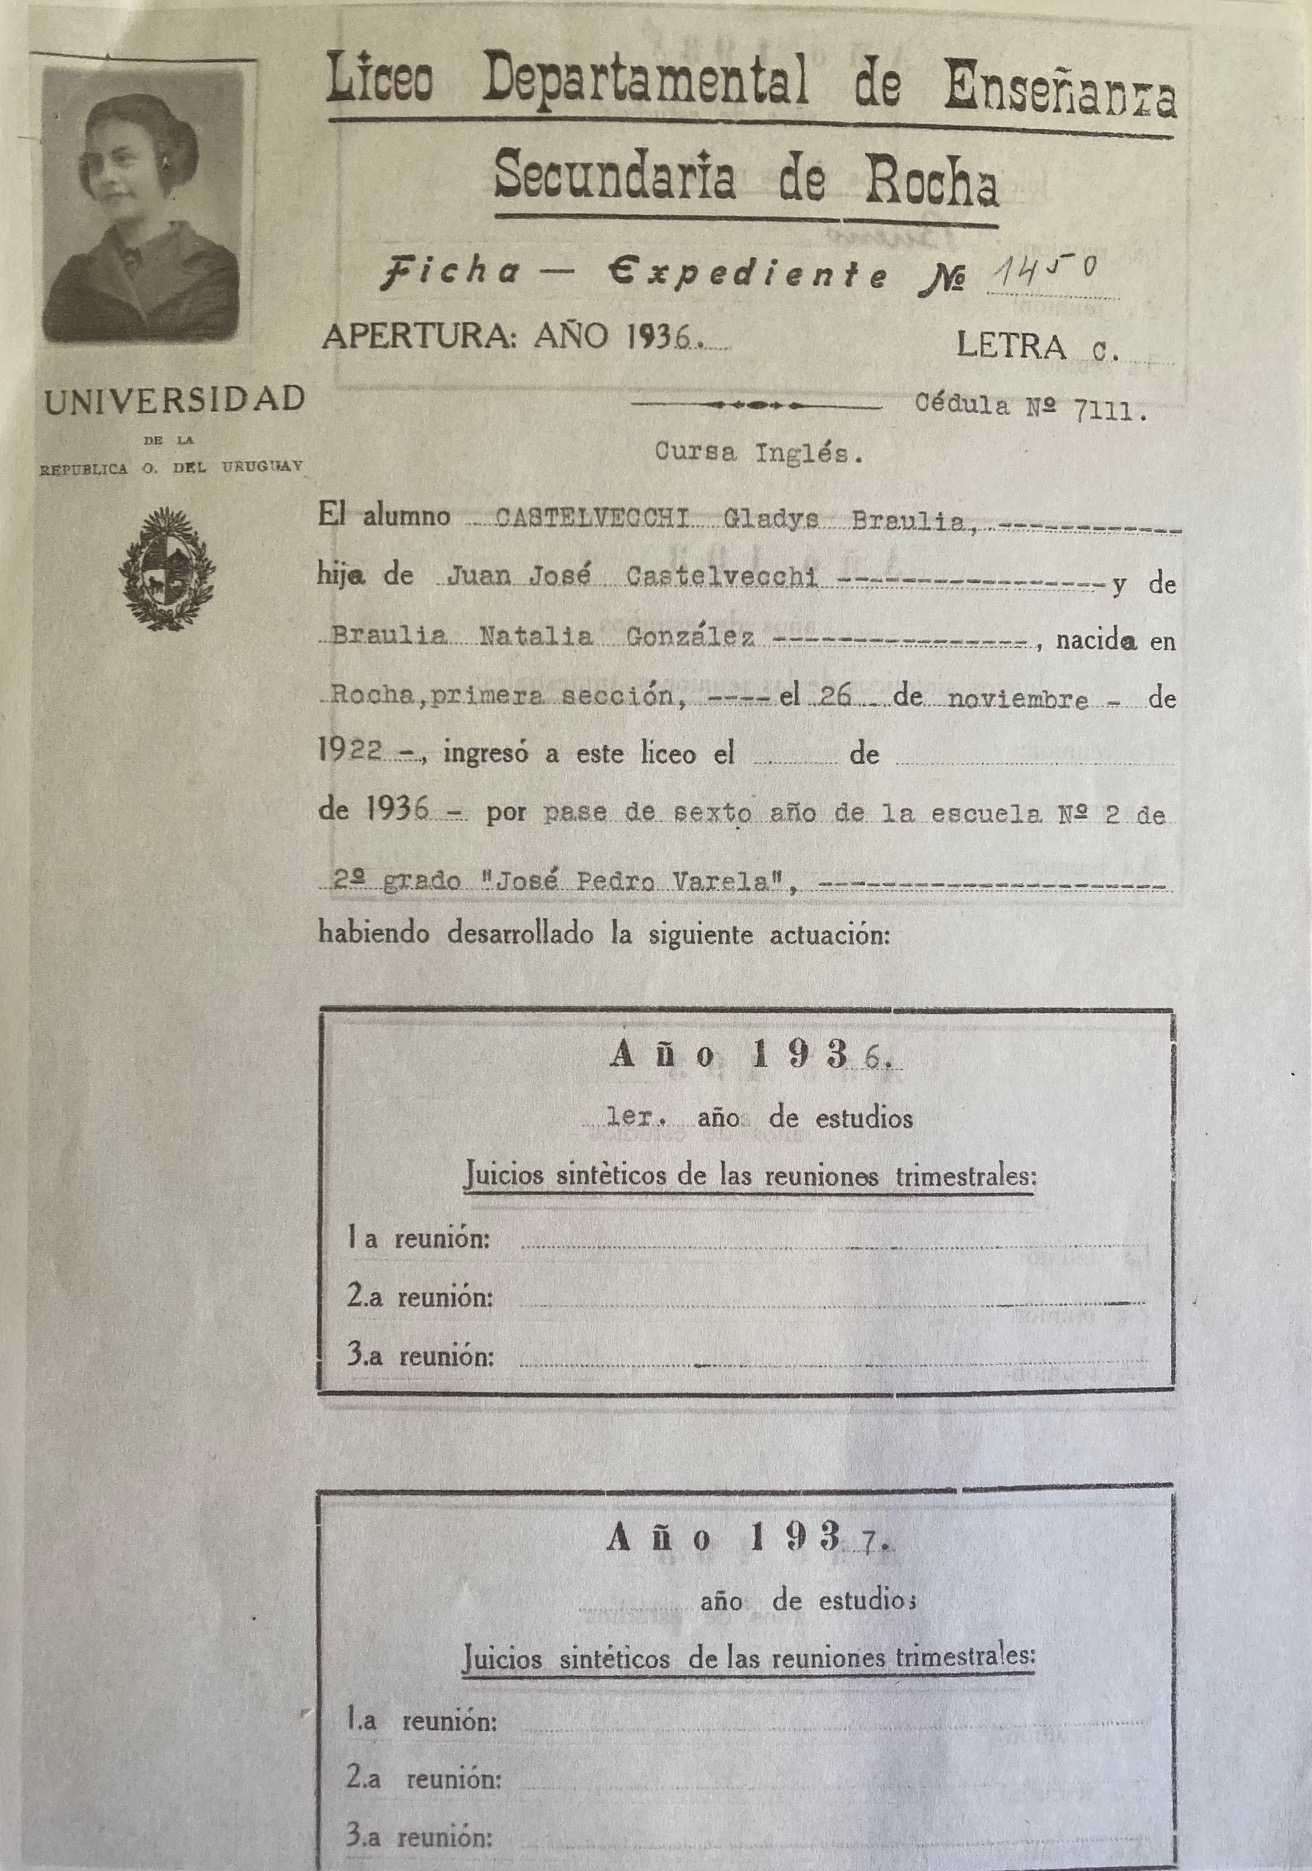 Liceo Departamental de Enseñanza
Secundaria de Rocha
Ficha — Expediente Nº 1450
APERTURA: AÑO 1936.
LETRA C.
UNIVERSIDAD
DE LA
REPUBLICA O. DEL URUGUAY
Cédula Nº 7111.
Cursa Inglés.
El alumno CASTELVECCHI Gladys Braulia, ------------
hija de Juan José Castelvecchi ----------------- y de
Braulia Natalia González ----------------, nacida en
Rocha, primera sección, ---- el 26 de noviembre - de
1922 -, ingresó a este liceo el de
de 1936 - por pase de sexto año de la escuela Nº 2 de
2º grado "José Pedro Varela", ----------------------
habiendo desarrollado la siguiente actuación:
Año 1936.
1er. año de estudios
Juicios sintèticos de las reuniones trimestrales:
1a reunión:
2.a reunión:
3.a reunión:
Año 1937.
año de estudios
Juicios sintéticos de las reuniones trimestrales:
1.a reunión:
2.a reunión:
3.a reunión: